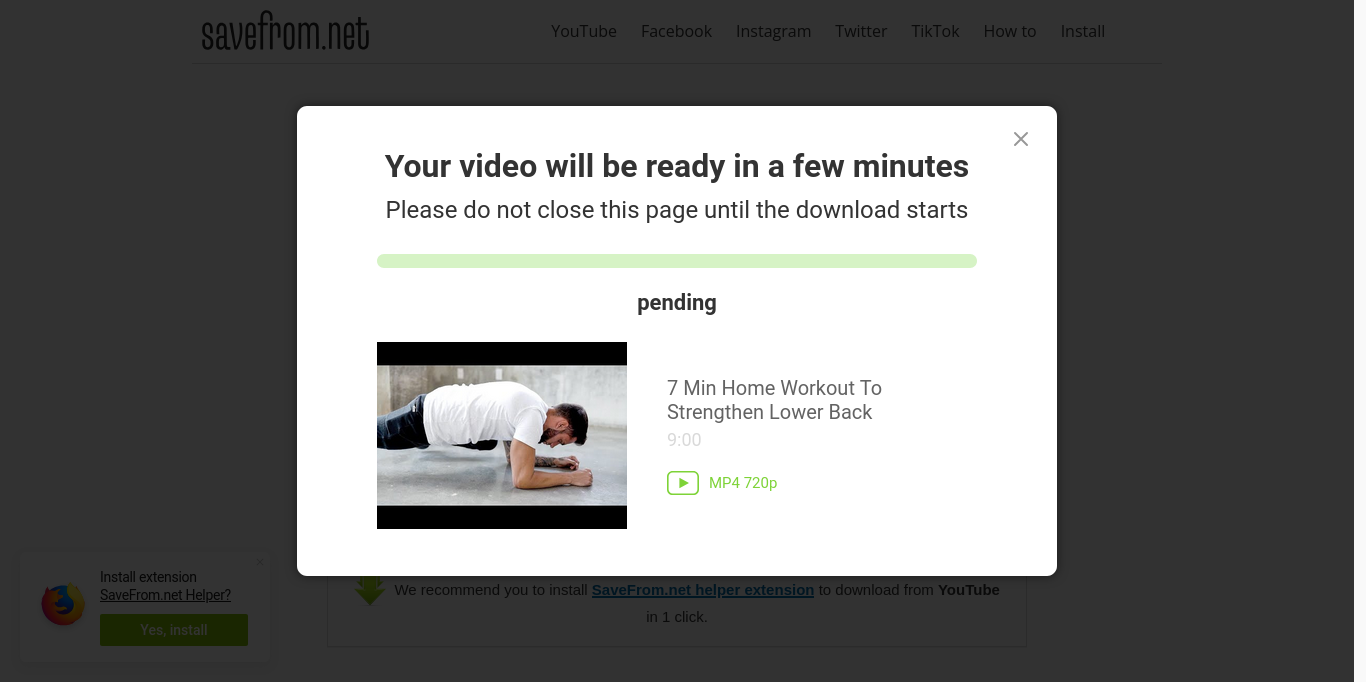 savefrom.net
YouTube Facebook Instagram Twitter TikTok How to Install
Your video will be ready in a few minutes
Please do not close this page until the download starts
pending
7 Min Home Workout To
Strengthen Lower Back
9:00
MP4 720p
Install extension
SaveFrom.net Helper?
Yes, install
We recommend you to install SaveFrom.net helper extension to download from YouTube
in 1 click.